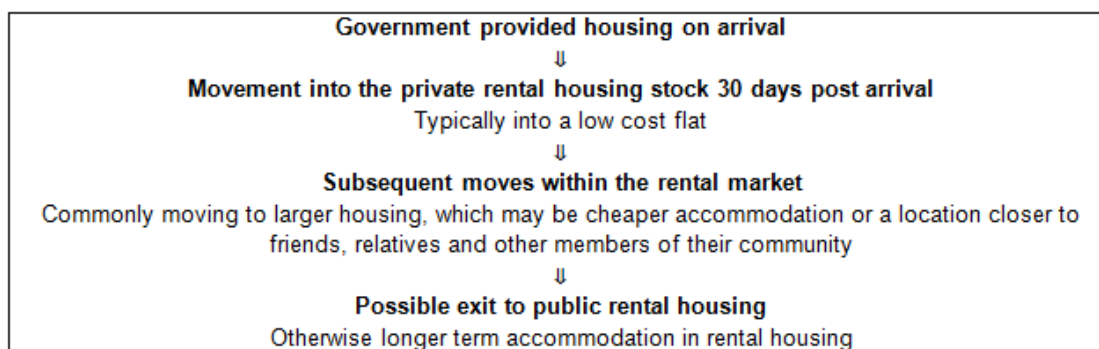 Government provided housing on arrival
⇓
Movement into the private rental housing stock 30 days post arrival
Typically into a low cost flat
⇓
Subsequent moves within the rental market
Commonly moving to larger housing, which may be cheaper accommodation or a location closer to
friends, relatives and other members of their community
⇓
Possible exit to public rental housing
Otherwise longer term accommodation in rental housing